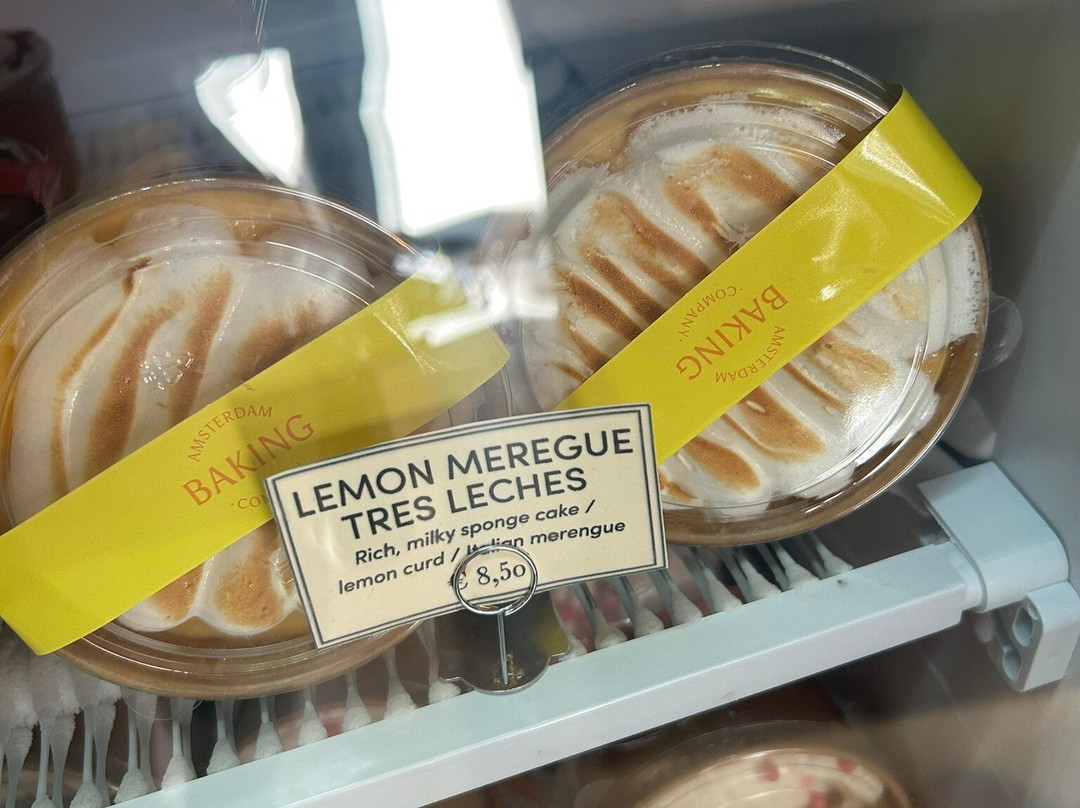 AMSTERDAM
BAKING
·COMPANY·
AMSTERDAM
BAKING
LEMON MEREGUE
TRES LECHES
Rich, milky sponge cake /
lemon curd / Italian merengue
€ 8,50